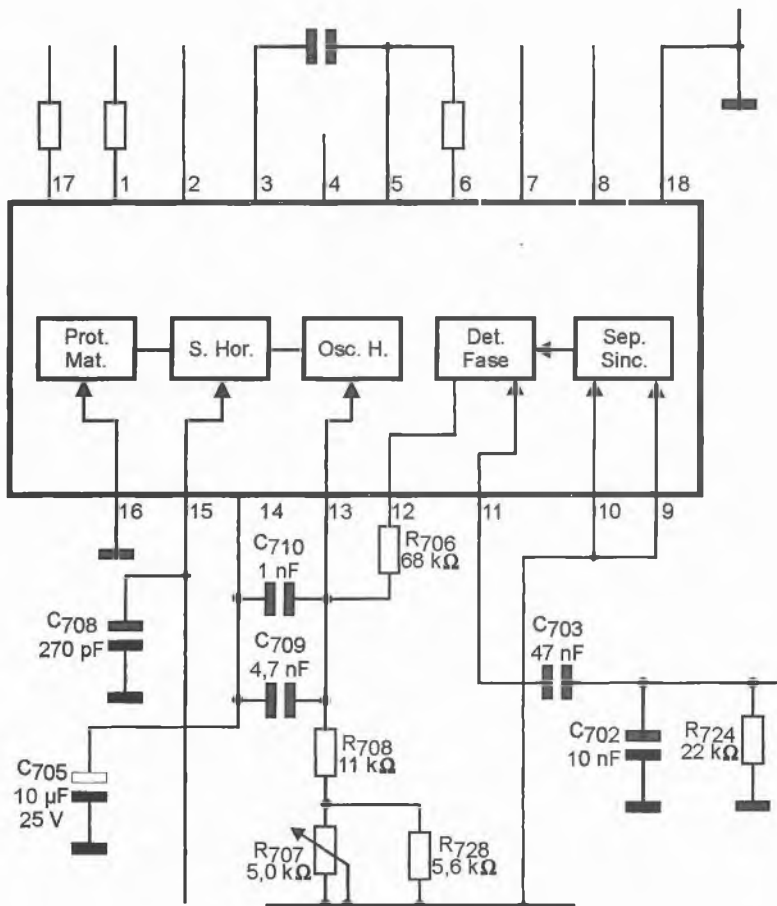 17 1 2 3 4 5 6 7 8 18
Prot.
Mat.
S. Hor.
Osc. H.
Det.
Fase
Sep.
Sinc.
16 15 14 13 12 11 10 9
C710
1 nF
R706
68 kΩ
C708
270 pF
C709
4,7 nF
C703
47 nF
R708
11 kΩ
C702
10 nF
R724
22 kΩ
C705
10 µF
25 V
R707
5,0 kΩ
R728
5,6 kΩ